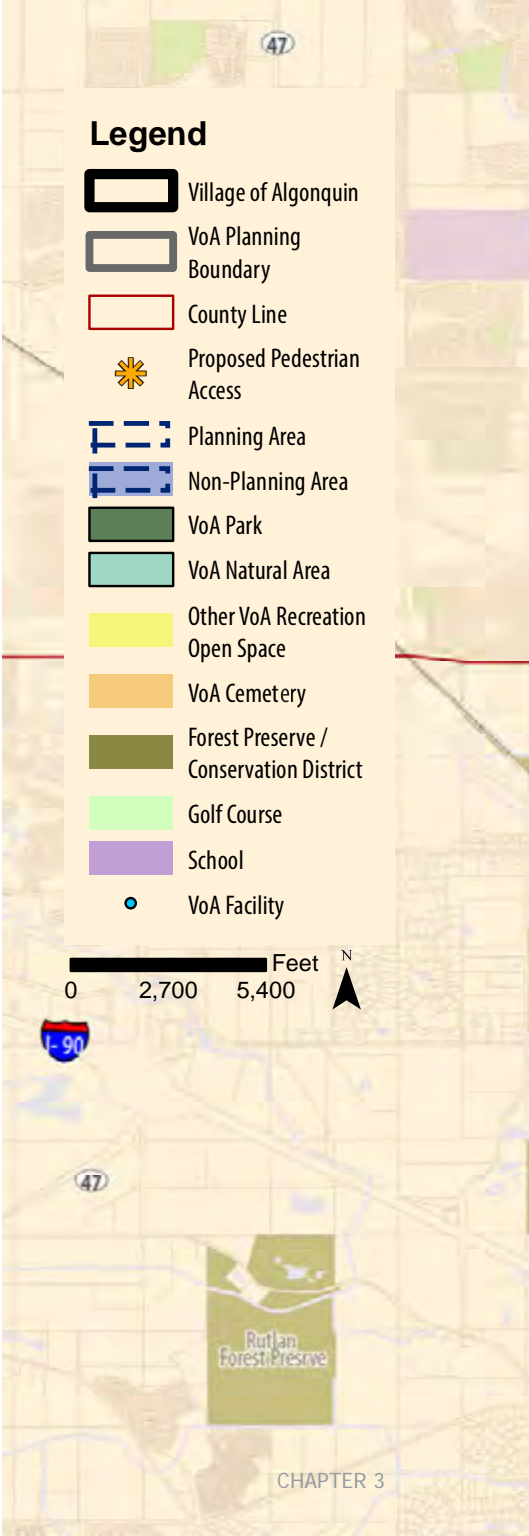 47
Legend
Village of Algonquin
VoA Planning
Boundary
County Line
Proposed Pedestrian
Access
Planning Area
Non-Planning Area
VoA Park
VoA Natural Area
Other VoA Recreation
Open Space
VoA Cemetery
Forest Preserve /
Conservation District
Golf Course
School
VoA Facility
Feet
N
0 2,700 5,400
I-90
47
Rutlan
Forest Presrve
CHAPTER 3